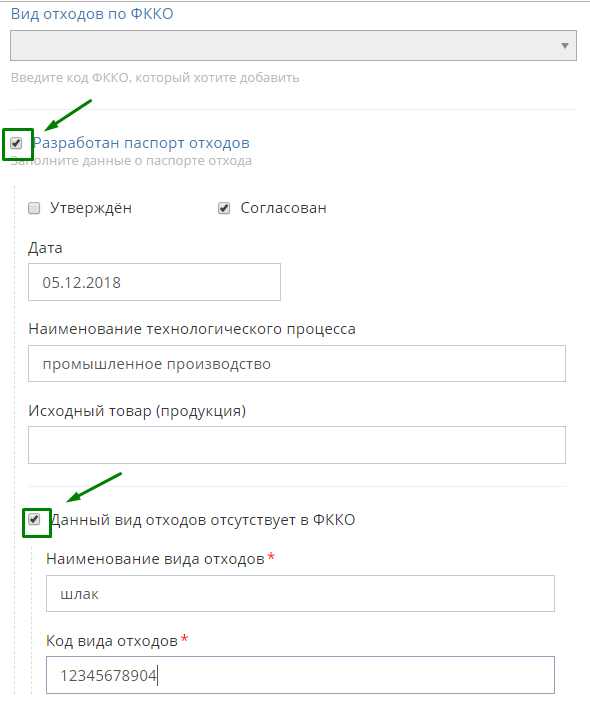 Вид отходов по ФККО
Введите код ФККО, который хотите добавить
Разработан паспорт отходов
Заполните данные о паспорте отхода
Утверждён Согласован
Дата
05.12.2018
Наименование технологического процесса
промышленное производство
Исходный товар (продукция)
Данный вид отходов отсутствует в ФККО
Наименование вида отходов *
шлак
Код вида отходов *
12345678904